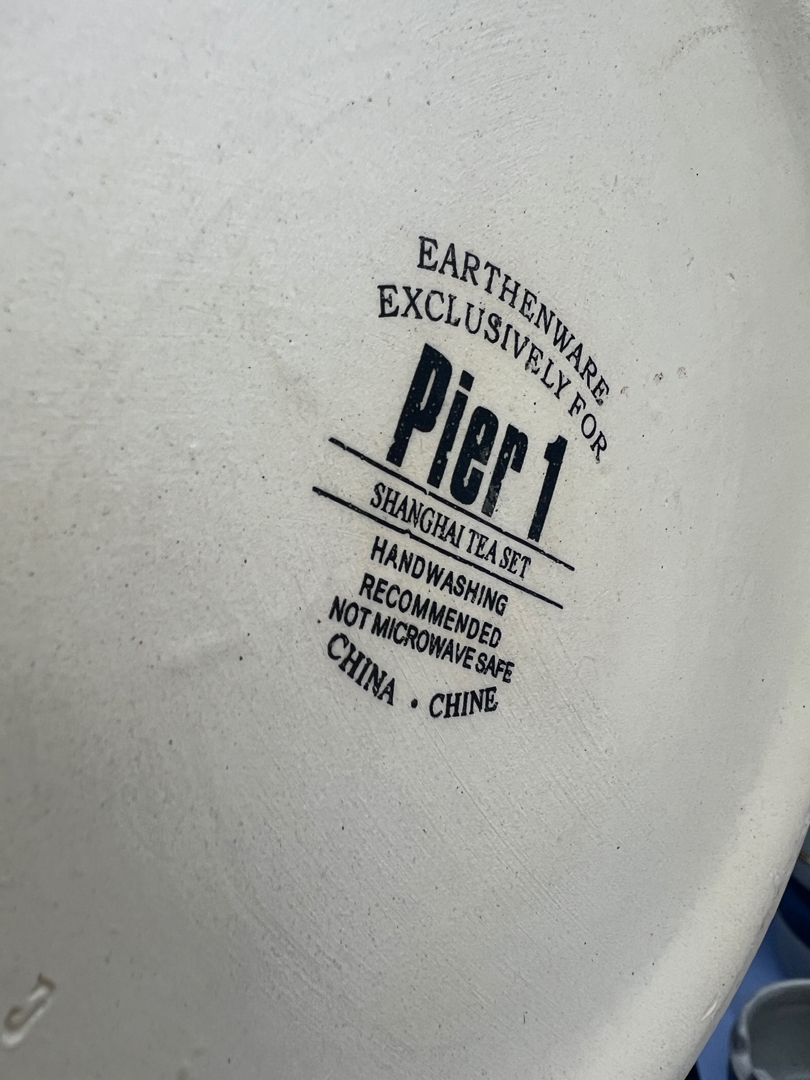 EARTHENWARE
EXCLUSIVELY FOR
Pier 1
SHANGHAI TEA SET
HANDWASHING
RECOMMENDED
NOT MICROWAVE SAFE
CHINA • CHINE
J